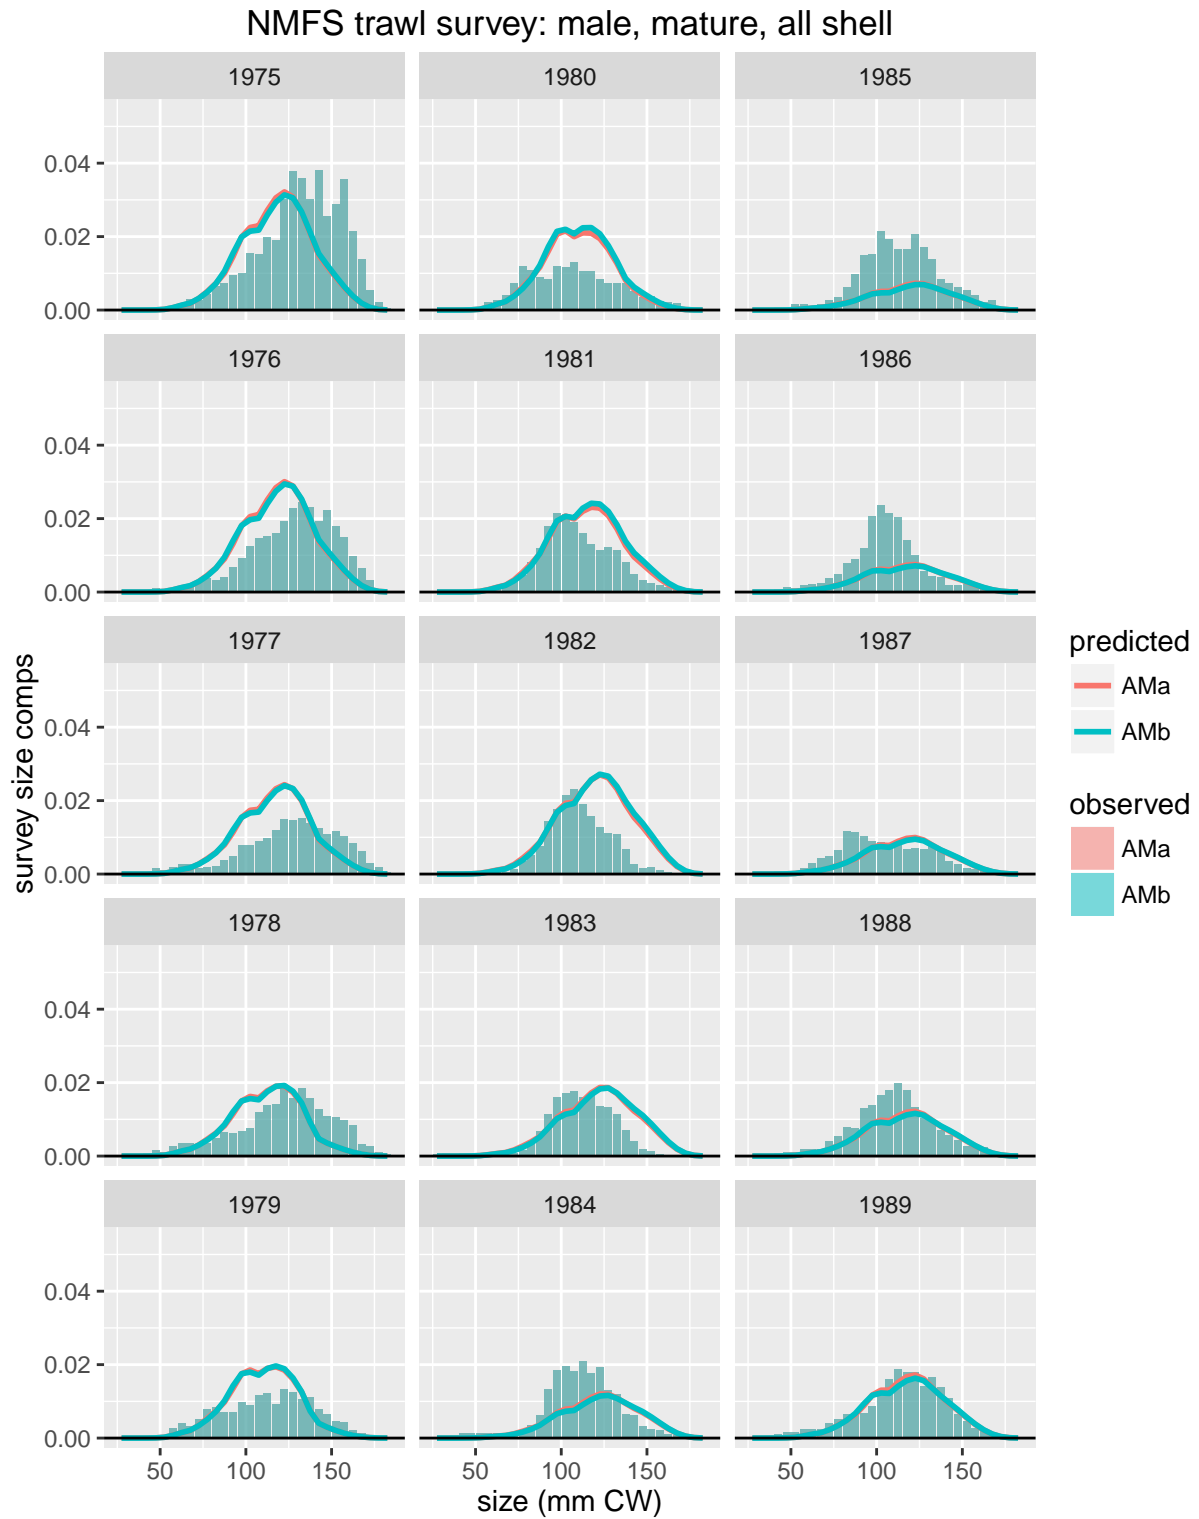 NMFS trawl survey: male, mature, all shell
1975 1980 1985
0.04
0.02
0.00
1976 1981 1986
0.04
0.02
0.00
1977 1982 1987
0.04
0.02
0.00
1978 1983 1988
0.04
0.02
0.00
1979 1984 1989
0.04
0.02
0.00
50 100 150 50 100 150 50 100 150
size (mm CW)
survey size comps
predicted
AMa
AMb
observed
AMa
AMb